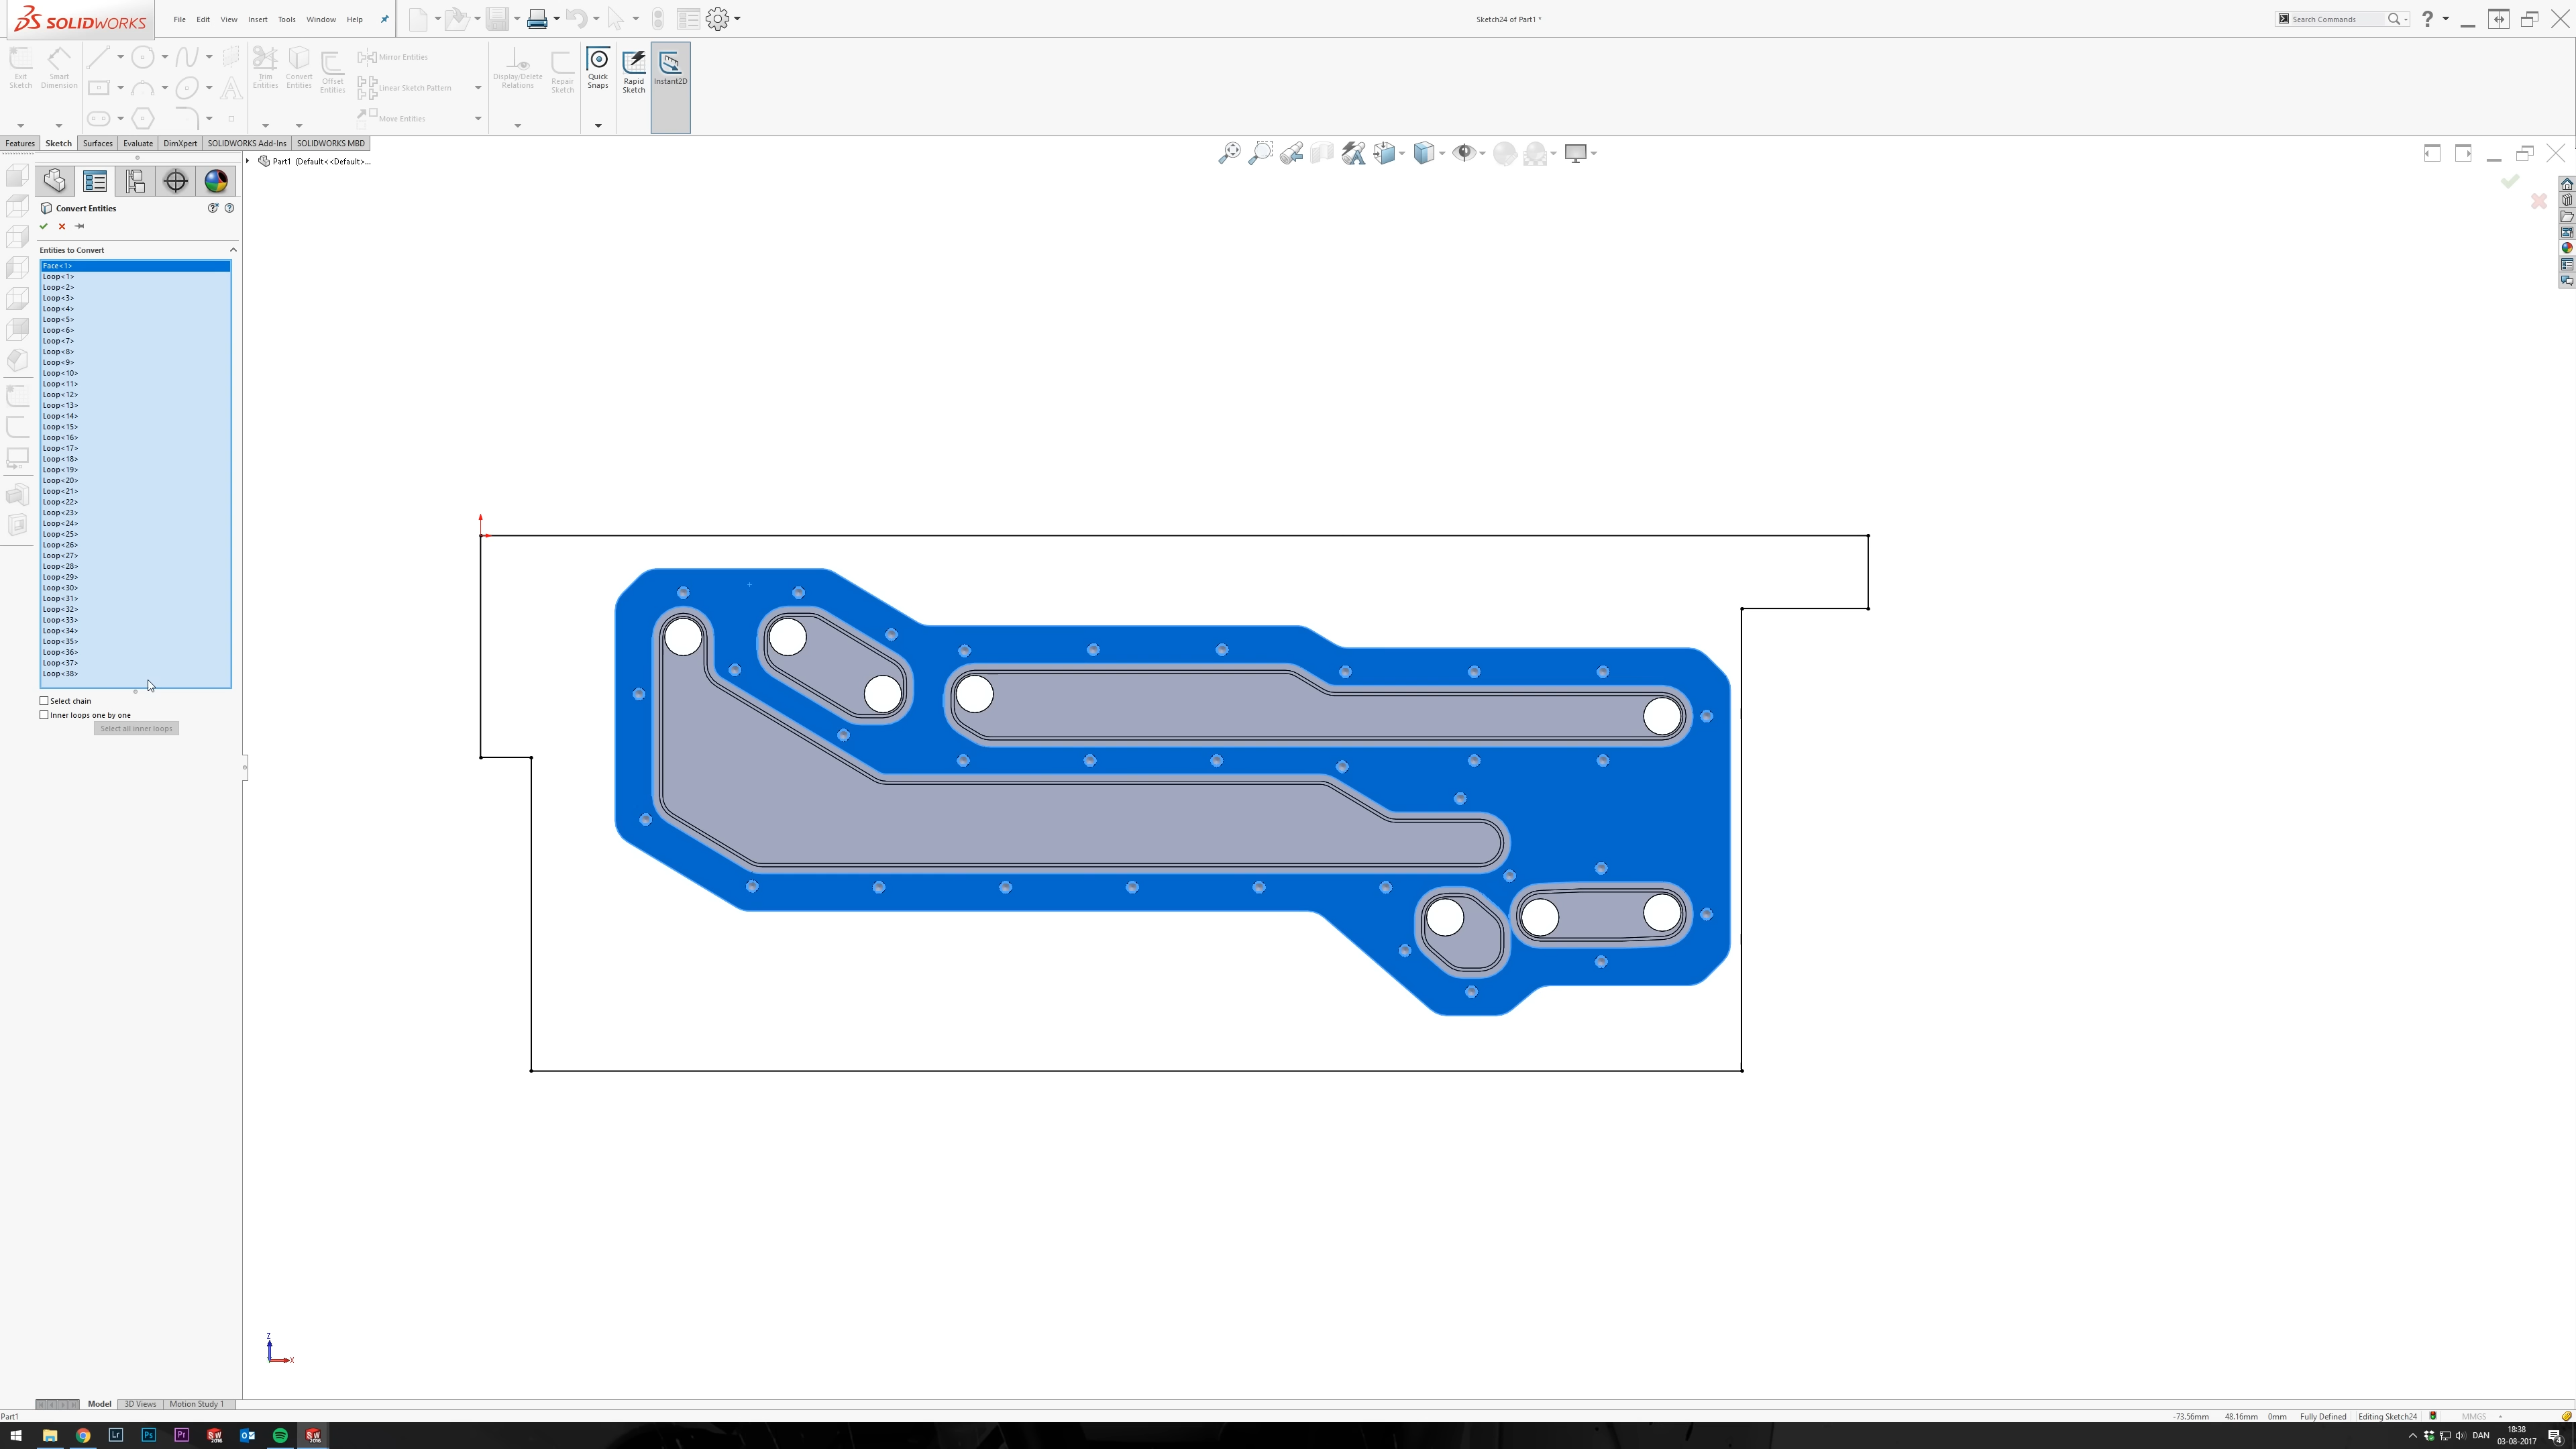 SOLIDWORKS
File Edit View Insert Tools Window Help
Sketch24 of Part1 *
Search Commands
Exit Sketch
Smart Dimension
Trim Entities
Convert Entities
Offset Entities
Mirror Entities
Linear Sketch Pattern
Move Entities
Display/Delete Relations
Repair Sketch
Quick Snaps
Rapid Sketch
Instant2D
Features Sketch Surfaces Evaluate DimXpert SOLIDWORKS Add-Ins SOLIDWORKS MBD
Part1 (Default<<Default>...
Convert Entities
Entities to Convert
Face<1>
Loop<1>
Loop<2>
Loop<3>
Loop<4>
Loop<5>
Loop<6>
Loop<7>
Loop<8>
Loop<9>
Loop<10>
Loop<11>
Loop<12>
Loop<13>
Loop<14>
Loop<15>
Loop<16>
Loop<17>
Loop<18>
Loop<19>
Loop<20>
Loop<21>
Loop<22>
Loop<23>
Loop<24>
Loop<25>
Loop<26>
Loop<27>
Loop<28>
Loop<29>
Loop<30>
Loop<31>
Loop<32>
Loop<33>
Loop<34>
Loop<35>
Loop<36>
Loop<37>
Loop<38>
Select chain
Inner loops one by one
Select all inner loops
Z
X
Model 3D Views Motion Study 1
Part1
-73.56mm 48.16mm 0mm Fully Defined Editing Sketch24 MMGS
Lr Ps Pr SW
DAN
18:38
03-08-2017